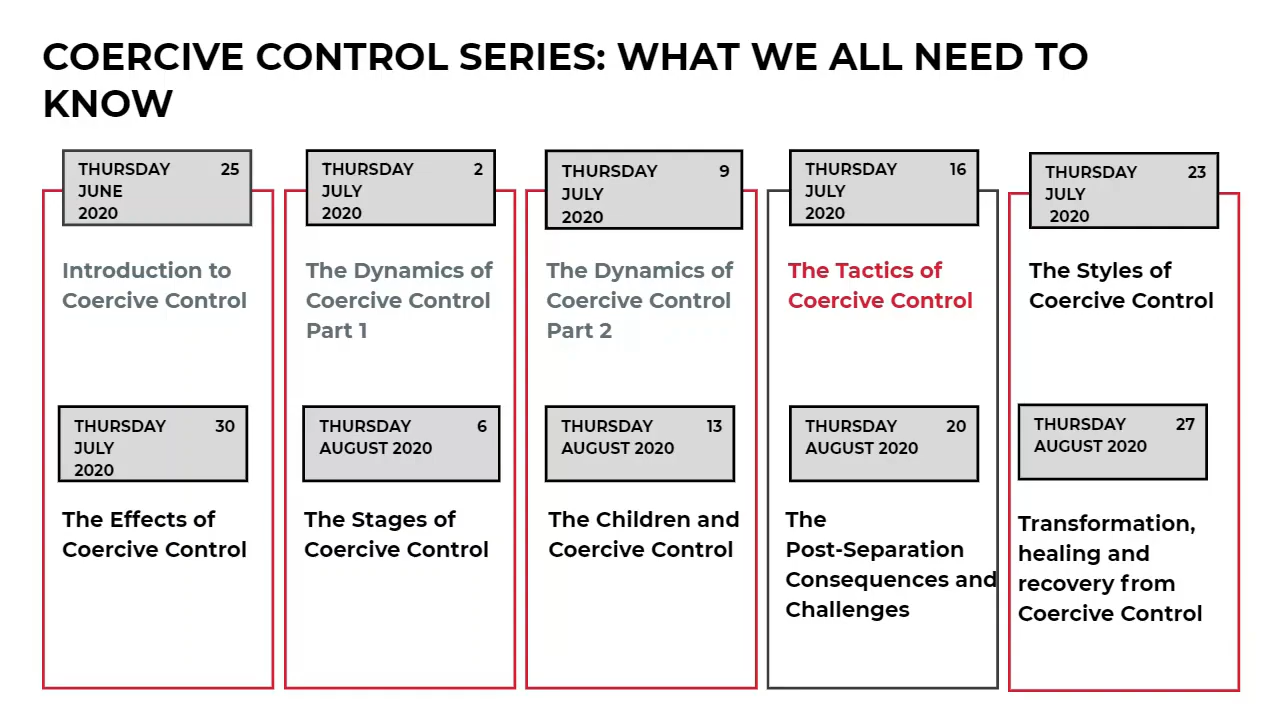 COERCIVE CONTROL SERIES: WHAT WE ALL NEED TO
KNOW
THURSDAY 25
JUNE
2020
Introduction to
Coercive Control
THURSDAY 2
JULY
2020
The Dynamics of
Coercive Control
Part 1
THURSDAY 9
JULY
2020
The Dynamics of
Coercive Control
Part 2
THURSDAY 16
JULY
2020
The Tactics of
Coercive Control
THURSDAY 23
JULY
2020
The Styles of
Coercive Control
THURSDAY 30
JULY
2020
The Effects of
Coercive Control
THURSDAY 6
AUGUST 2020
The Stages of
Coercive Control
THURSDAY 13
AUGUST 2020
The Children and
Coercive Control
THURSDAY 20
AUGUST 2020
The
Post-Separation
Consequences and
Challenges
THURSDAY 27
AUGUST 2020
Transformation,
healing and
recovery from
Coercive Control